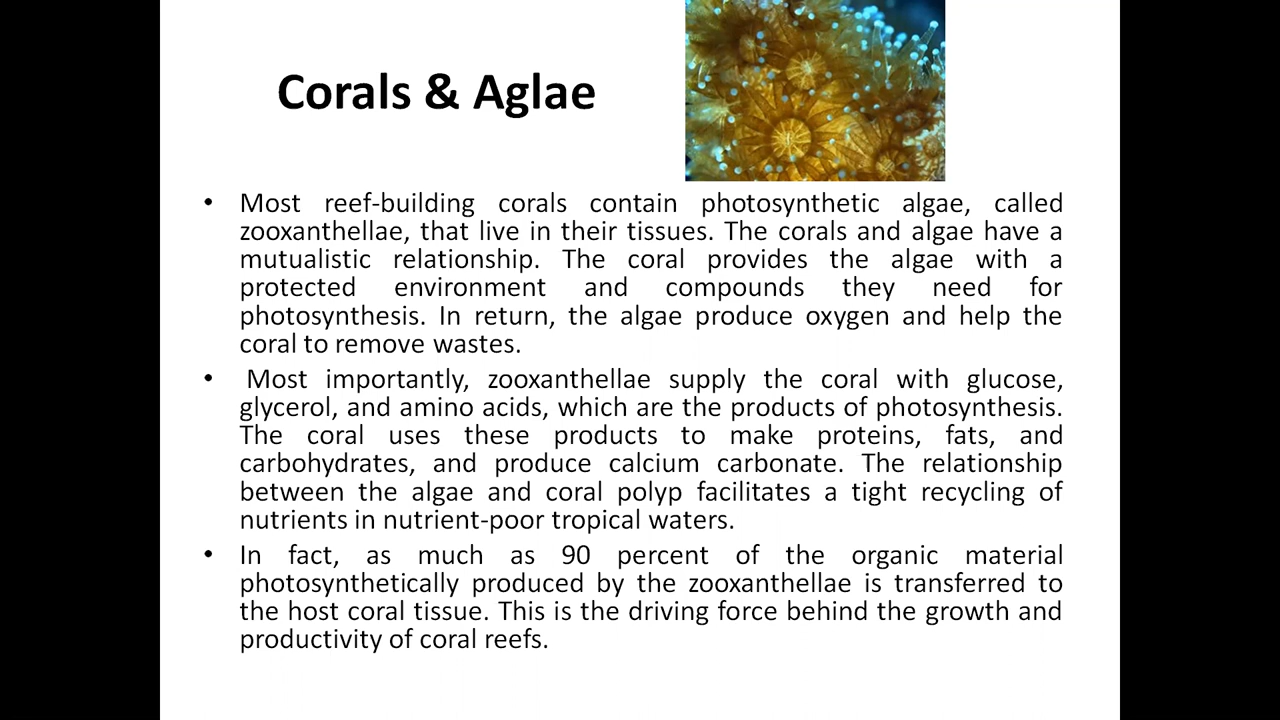 Corals & Aglae
• Most reef-building corals contain photosynthetic algae, called
zooxanthellae, that live in their tissues. The corals and algae have a
mutualistic relationship. The coral provides the algae with a
protected environment and compounds they need for
photosynthesis. In return, the algae produce oxygen and help the
coral to remove wastes.
• Most importantly, zooxanthellae supply the coral with glucose,
glycerol, and amino acids, which are the products of photosynthesis.
The coral uses these products to make proteins, fats, and
carbohydrates, and produce calcium carbonate. The relationship
between the algae and coral polyp facilitates a tight recycling of
nutrients in nutrient-poor tropical waters.
• In fact, as much as 90 percent of the organic material
photosynthetically produced by the zooxanthellae is transferred to
the host coral tissue. This is the driving force behind the growth and
productivity of coral reefs.